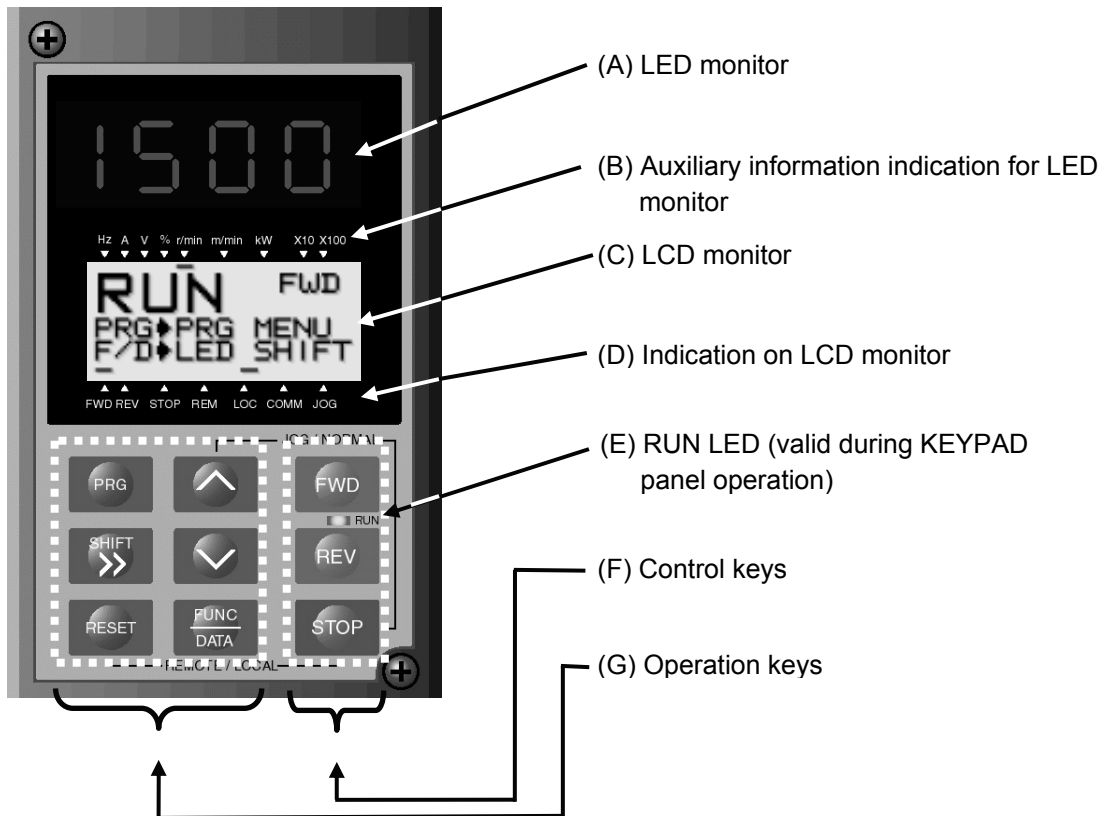 (A) LED monitor
1500
(B) Auxiliary information indication for LED
monitor
Hz A V % r/min m/min kW X10 X100
(C) LCD monitor
RUN FWD
PRG➧PRG MENU
F/D➧LED SHIFT
(D) Indication on LCD monitor
FWD REV STOP REM LOC COMM JOG
JOG / NORMAL
(E) RUN LED (valid during KEYPAD
panel operation)
PRG FWD
RUN
SHIFT REV
(F) Control keys
RESET FUNC
DATA STOP
REMOTE / LOCAL
(G) Operation keys